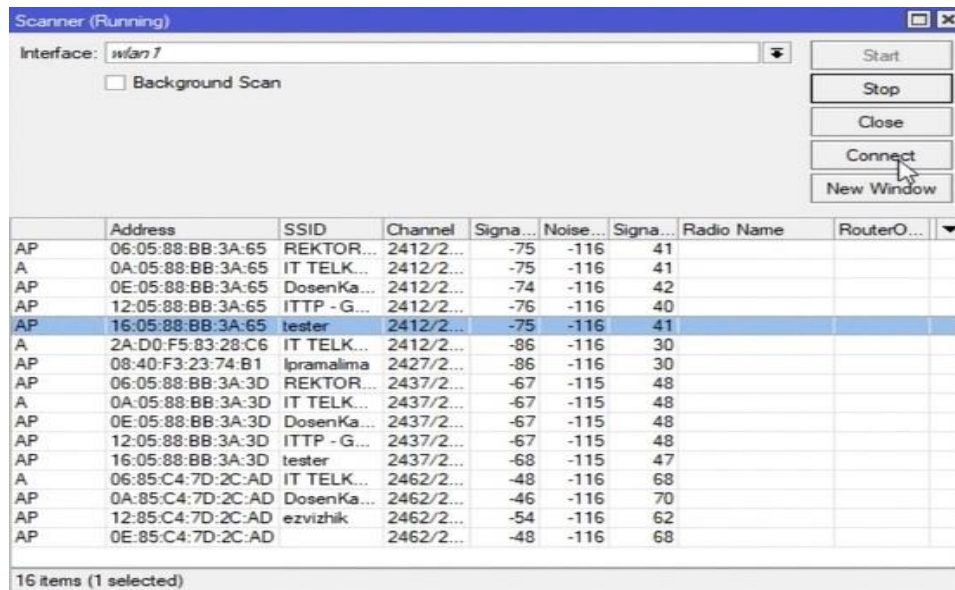 Scanner (Running)
Interface: wlan1
Start
Background Scan
Stop
Close
Connect
New Window
Address SSID Channel Signa... Noise... Signa... Radio Name RouterO...
AP 06:05:88:BB:3A:65 REKTOR... 2412/2... -75 -116 41
A 0A:05:88:BB:3A:65 IT TELK... 2412/2... -75 -116 41
AP 0E:05:88:BB:3A:65 DosenKa... 2412/2... -74 -116 42
AP 12:05:88:BB:3A:65 ITTP - G... 2412/2... -76 -116 40
AP 16:05:88:BB:3A:65 tester 2412/2... -75 -116 41
A 2A:D0:F5:83:28:C6 IT TELK... 2412/2... -86 -116 30
AP 08:40:F3:23:74:B1 lpramalima 2427/2... -86 -116 30
AP 06:05:88:BB:3A:3D REKTOR... 2437/2... -67 -115 48
A 0A:05:88:BB:3A:3D IT TELK... 2437/2... -67 -115 48
AP 0E:05:88:BB:3A:3D DosenKa... 2437/2... -67 -115 48
AP 12:05:88:BB:3A:3D ITTP - G... 2437/2... -67 -115 48
AP 16:05:88:BB:3A:3D tester 2437/2... -68 -115 47
A 06:85:C4:7D:2C:AD IT TELK... 2462/2... -48 -116 68
AP 0A:85:C4:7D:2C:AD DosenKa... 2462/2... -46 -116 70
AP 12:85:C4:7D:2C:AD ezvizhik 2462/2... -54 -116 62
AP 0E:85:C4:7D:2C:AD 2462/2... -48 -116 68
16 items (1 selected)